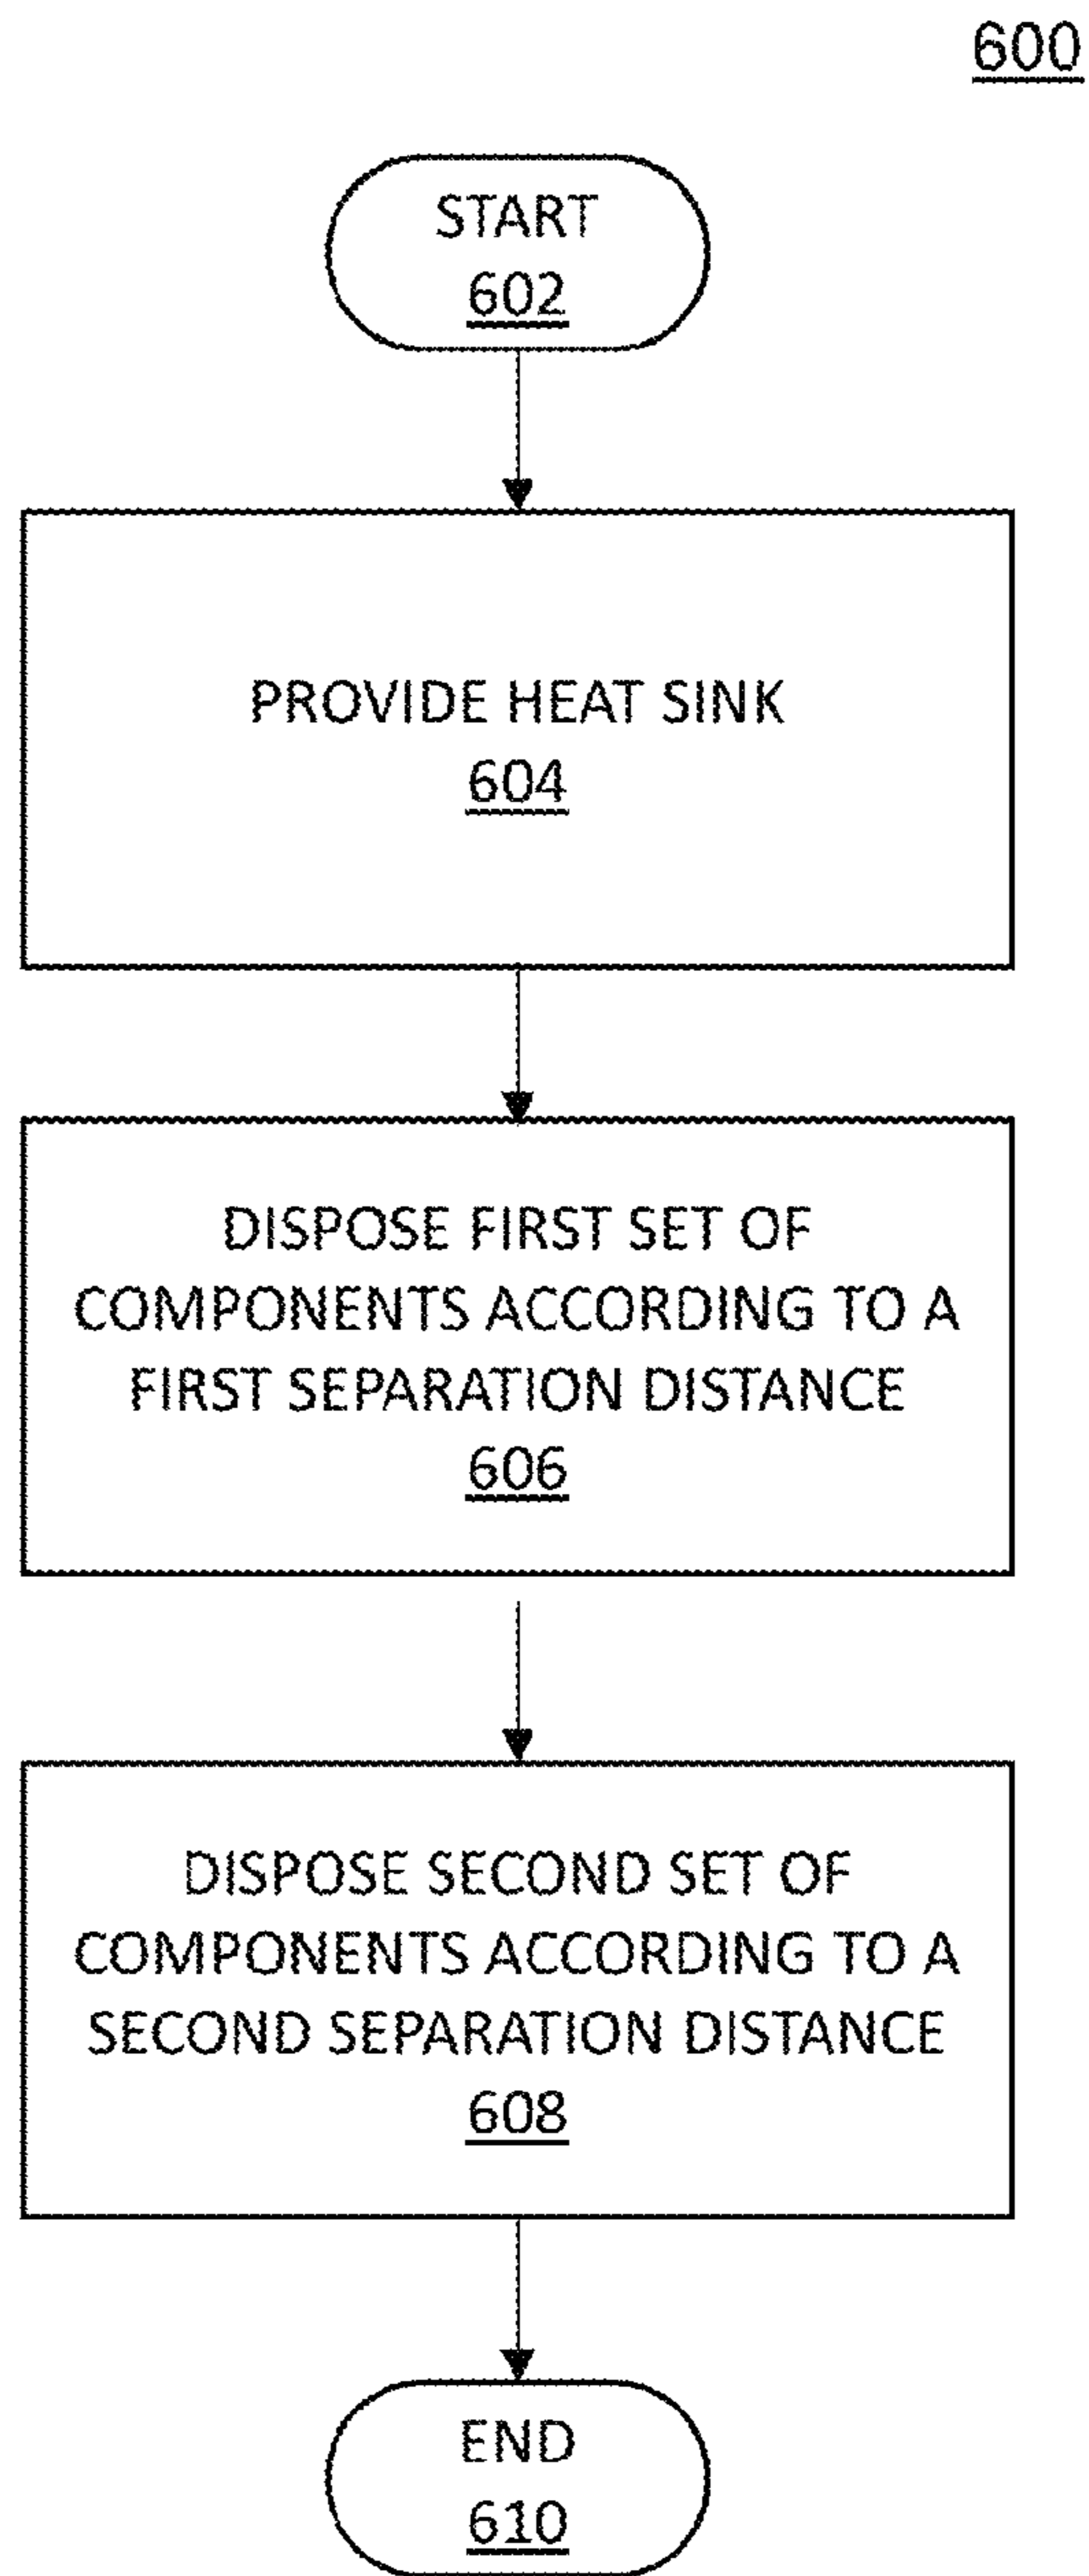 600
START
602
PROVIDE HEAT SINK
604
DISPOSE FIRST SET OF
COMPONENTS ACCORDING TO A
FIRST SEPARATION DISTANCE
606
DISPOSE SECOND SET OF
COMPONENTS ACCORDING TO A
SECOND SEPARATION DISTANCE
608
END
610